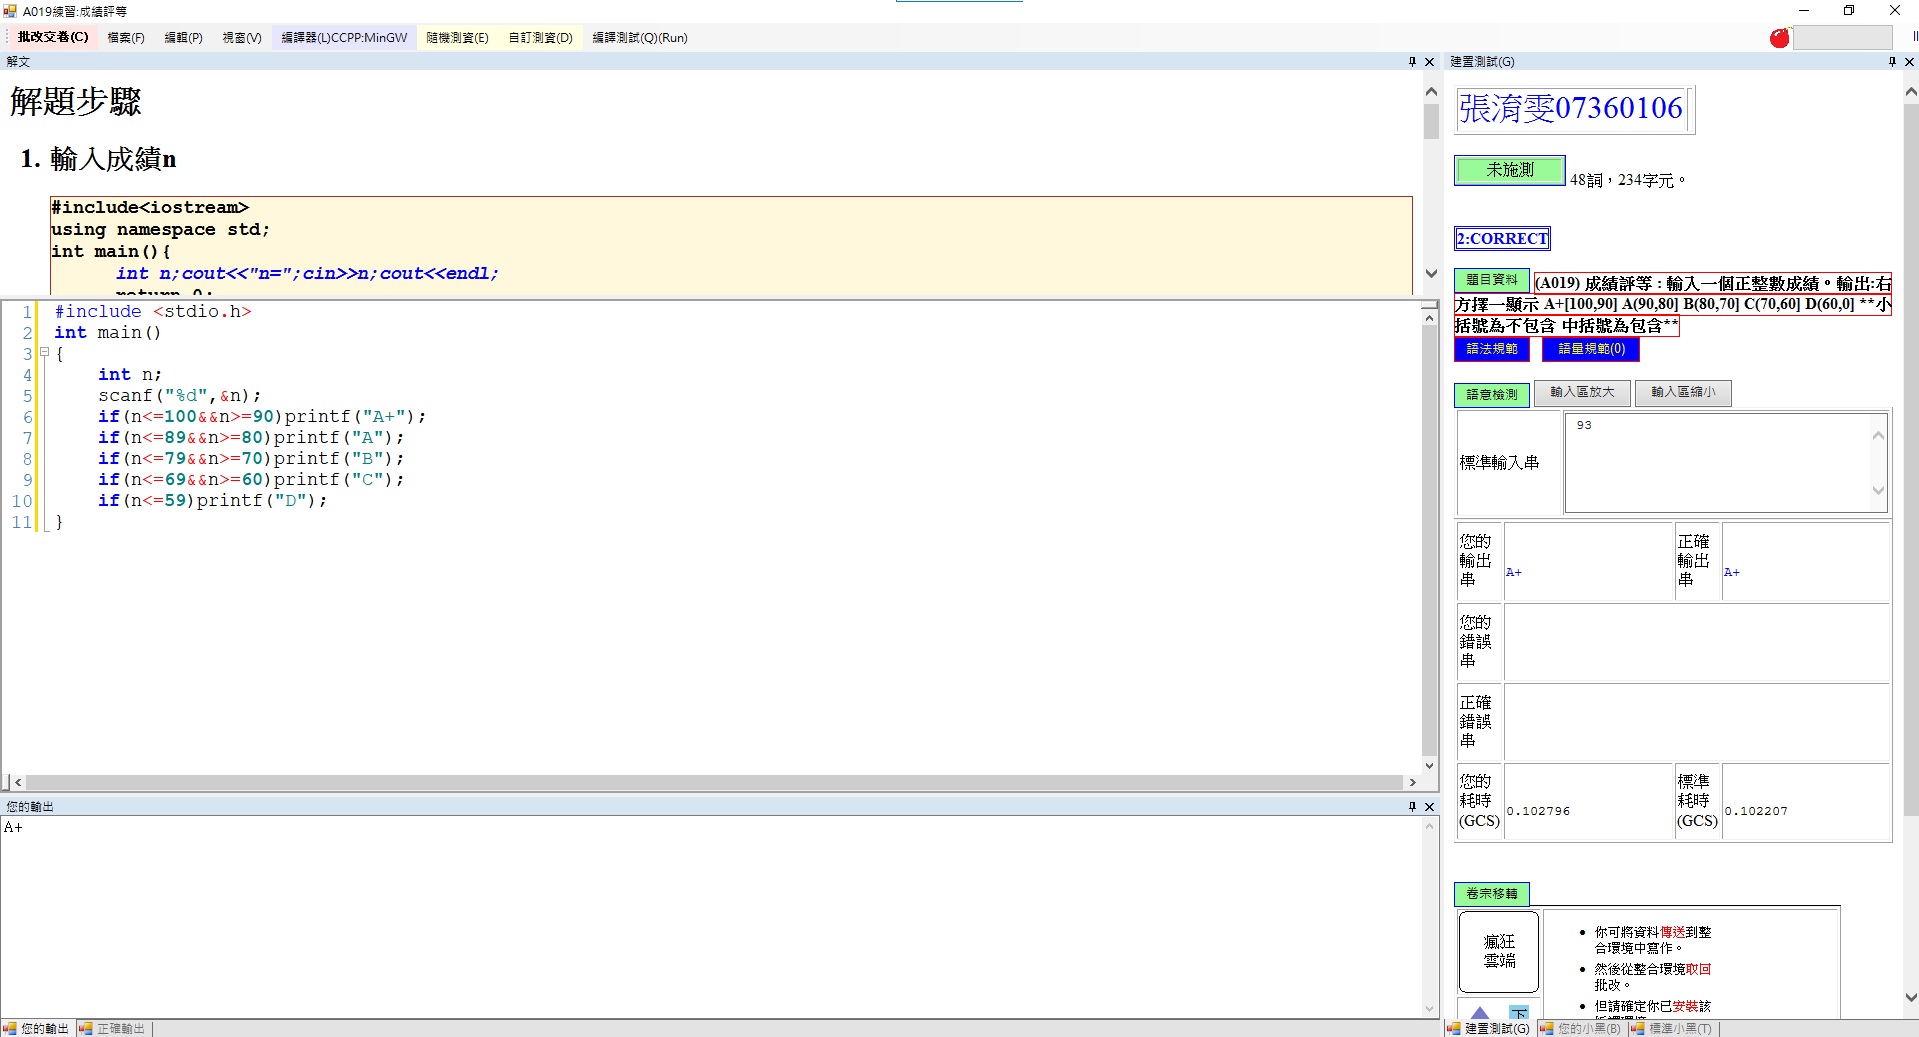 A019練習:成績評等
批改交卷(C) 檔案(F) 編輯(P) 視窗(V) 編譯器(L)CCPP:MinGW 隨機測資(E) 自訂測資(D) 編譯測試(Q)(Run)
解文
解題步驟
1. 輸入成績n
#include<iostream>
using namespace std;
int main(){
int n;cout<<"n=";cin>>n;cout<<endl;
return 0;
1 #include <stdio.h>
2 int main()
3 {
4 int n;
5 scanf("%d",&n);
6 if(n<=100&&n>=90)printf("A+");
7 if(n<=89&&n>=80)printf("A");
8 if(n<=79&&n>=70)printf("B");
9 if(n<=69&&n>=60)printf("C");
10 if(n<=59)printf("D");
11 }
您的輸出
A+
您的輸出 正確輸出
建置測試(G)
張淯雯07360106
未施測 48詞，234字元。
2:CORRECT
題目資料 (A019) 成績評等：輸入一個正整數成績。輸出:右
方擇一顯示 A+[100,90] A(90,80] B(80,70] C(70,60] D(60,0] **小
括號為不包含 中括號為包含**
語法規範 語量規範(0)
語意檢測 輸入區放大 輸入區縮小
標準輸入串 93
您的輸出串 A+ 正確輸出串 A+
您的錯誤串
正確錯誤串
您的耗時(GCS) 0.102796 標準耗時(GCS) 0.102207
卷宗移轉
瘋狂
雲端
你可將資料傳送到整
合環境中寫作。
然後從整合環境取回
批改。
但請確定你已安裝該
下
建置測試(G) 您的小黑(B) 標準小黑(T)